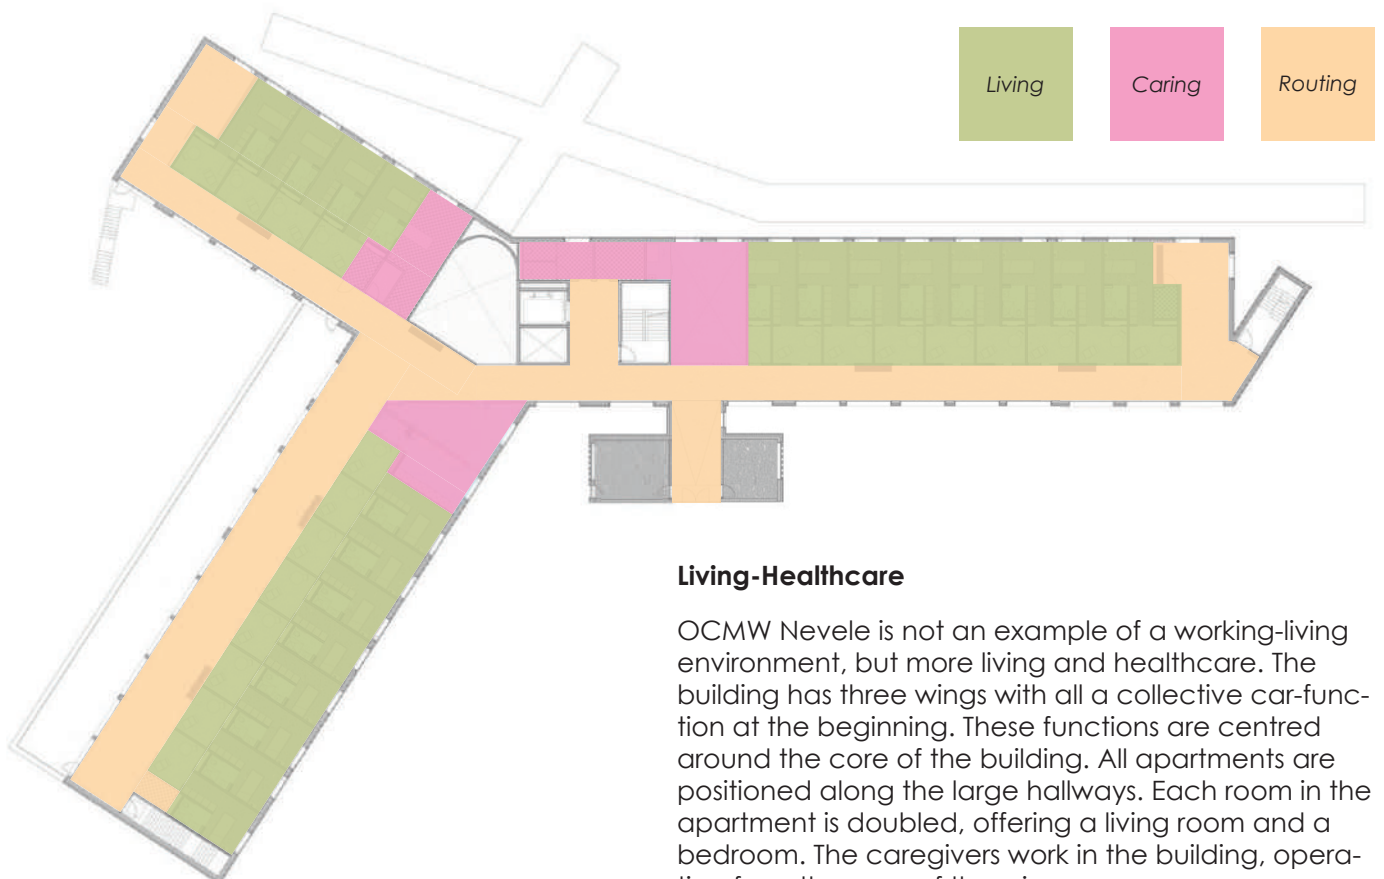 Living
Caring
Routing
Living-Healthcare
OCMW Nevele is not an example of a working-living
environment, but more living and healthcare. The
building has three wings with all a collective car-func-
tion at the beginning. These functions are centred
around the core of the building. All apartments are
positioned along the large hallways. Each room in the
apartment is doubled, offering a living room and a
bedroom. The caregivers work in the building, opera-